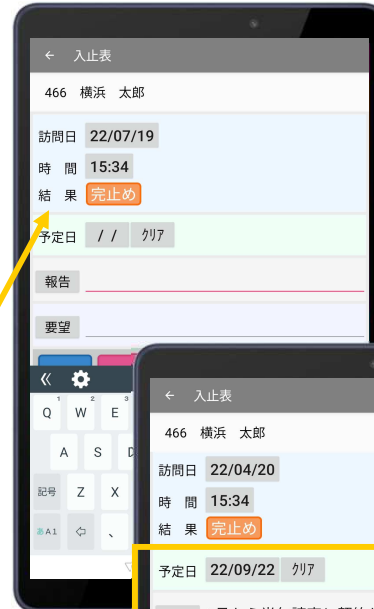 ← 入止表
466 横浜 太郎
訪問日 22/07/19
時 間 15:34
結 果 完止め
予定日 / / ｸﾘｱ
報告
要望
1 2 3
Q W E
A S D
記号 Z X
あA1 、
← 入止表
466 横浜 太郎
訪問日 22/04/20
時 間 15:34
結 果 完止め
予定日 22/09/22 ｸﾘｱ